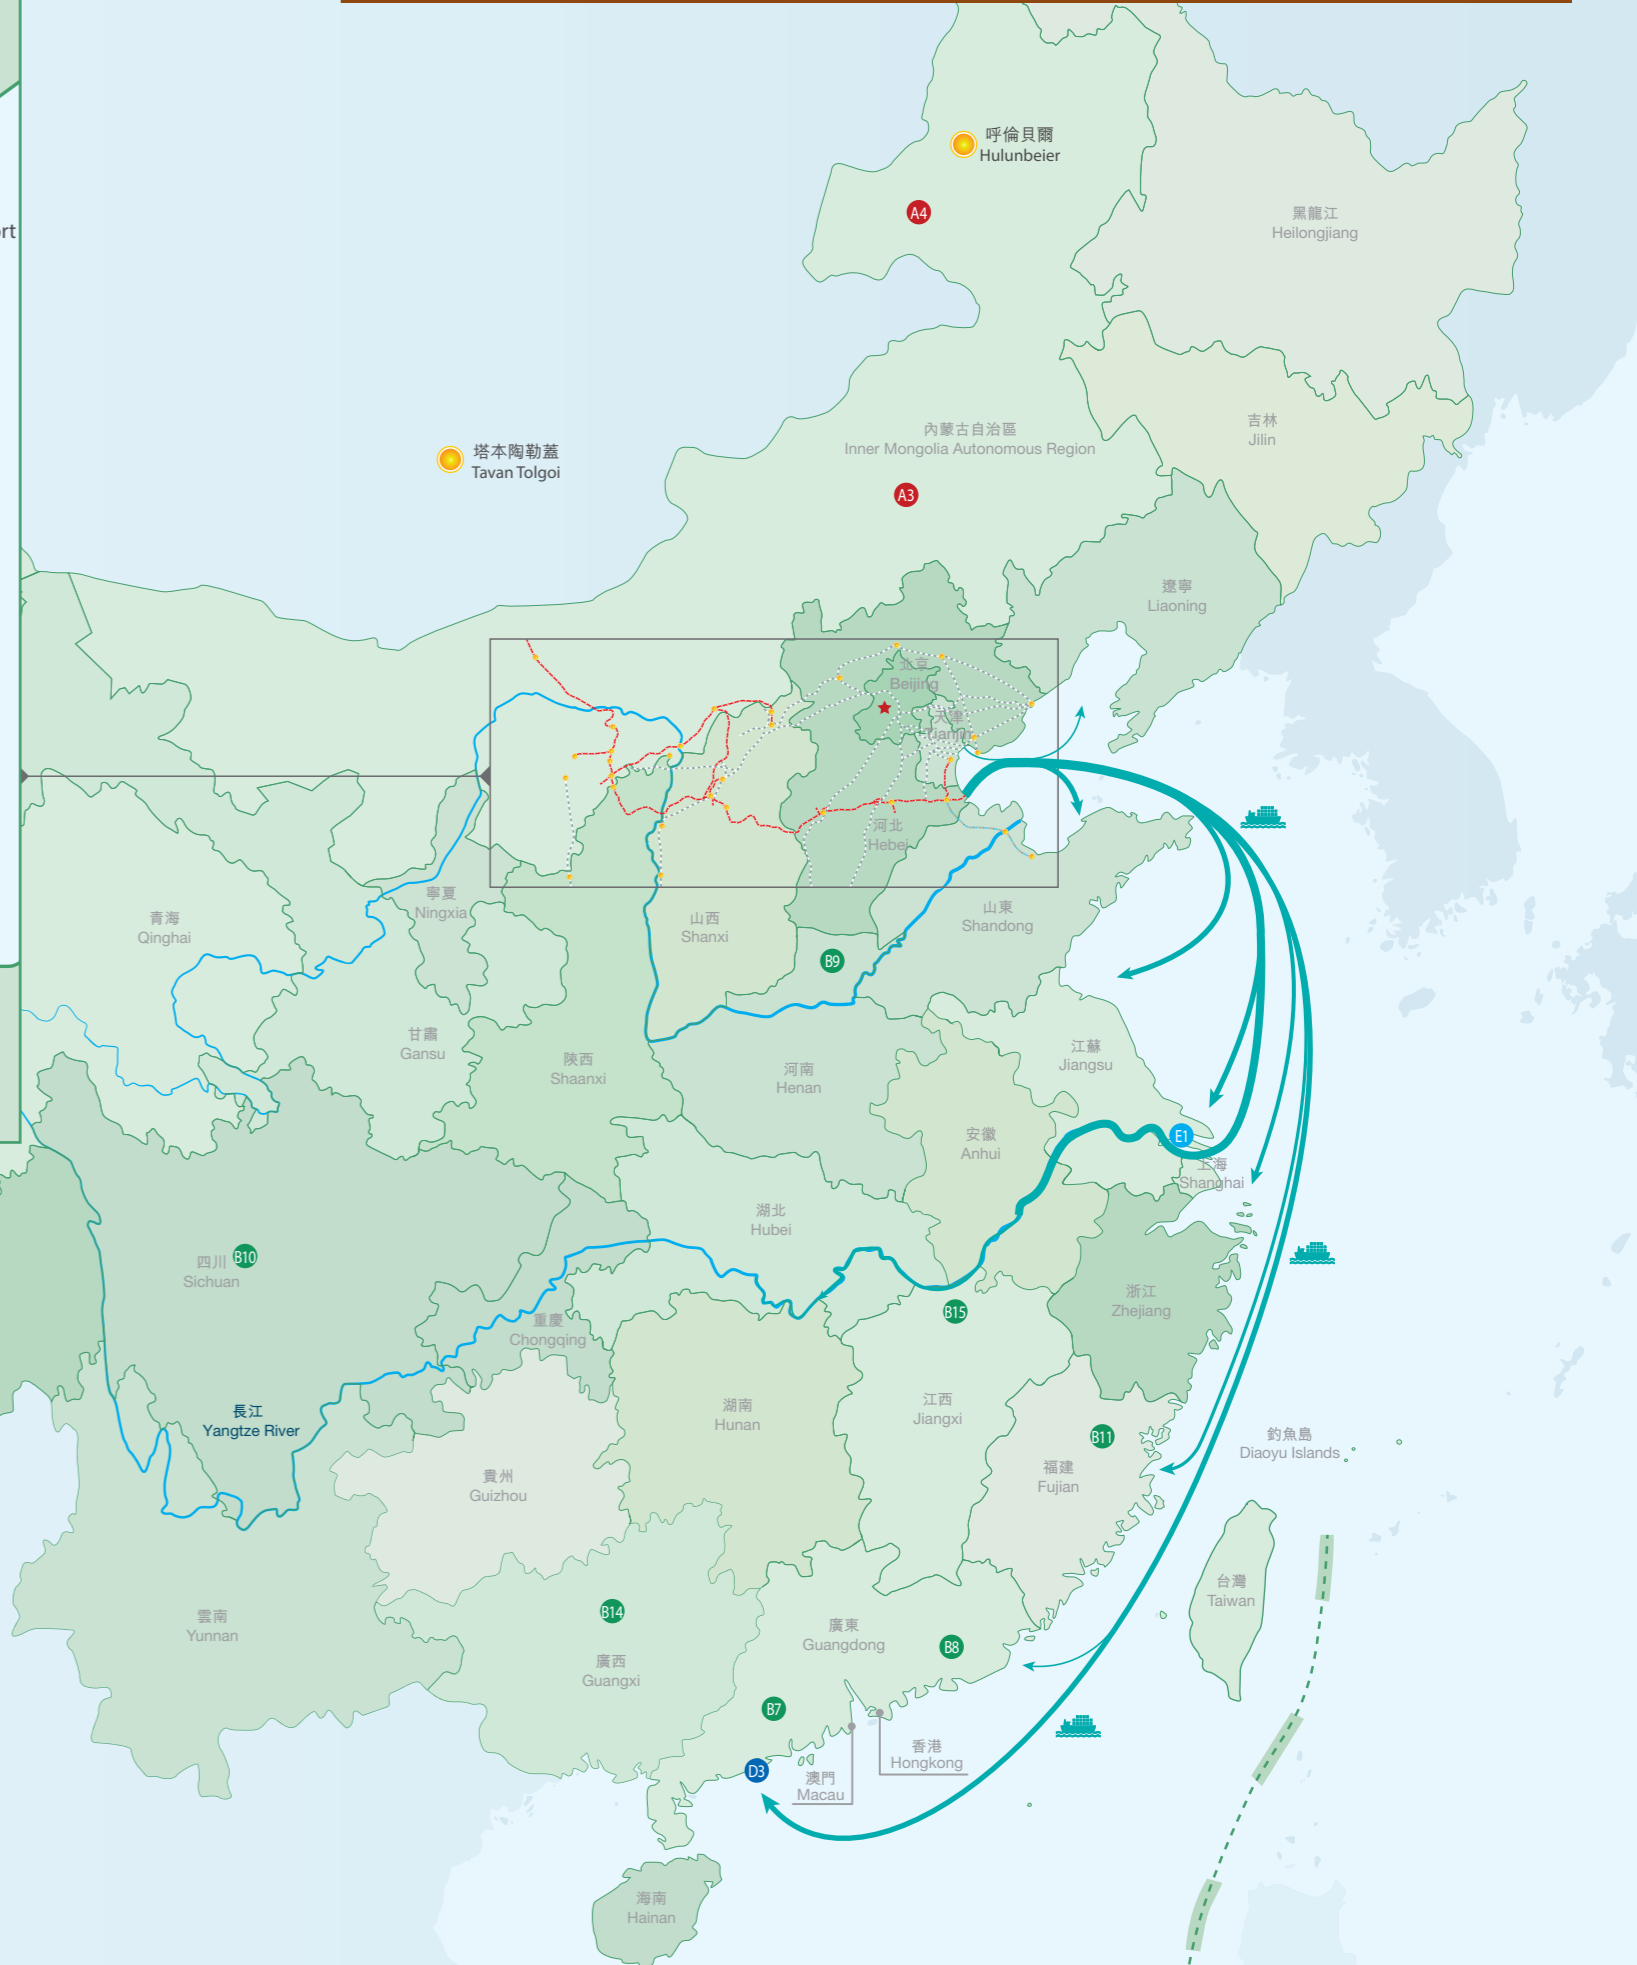 呼倫貝爾
Hulunbeier
A4
黑龍江
Heilongjiang
rt
吉林
Jilin
內蒙古自治區
Inner Mongolia Autonomous Region
塔本陶勒蓋
Tavan Tolgoi
A3
遼寧
Liaoning
北京
Beijing
天津
Tianjin
河北
Hebei
寧夏
Ningxia
青海
Qinghai
山西
Shanxi
山東
Shandong
B9
甘肅
Gansu
陝西
Shaanxi
河南
Henan
江蘇
Jiangsu
安徽
Anhui
E1
上海
Shanghai
湖北
Hubei
四川
B10
Sichuan
浙江
Zhejiang
重慶
Chongqing
B15
長江
Yangtze River
湖南
Hunan
江西
Jiangxi
B11
釣魚島
Diaoyu Islands
貴州
Guizhou
福建
Fujian
台灣
Taiwan
雲南
Yunnan
B14
廣東
Guangdong
B8
廣西
Guangxi
B7
香港
Hongkong
D3
澳門
Macau
海南
Hainan